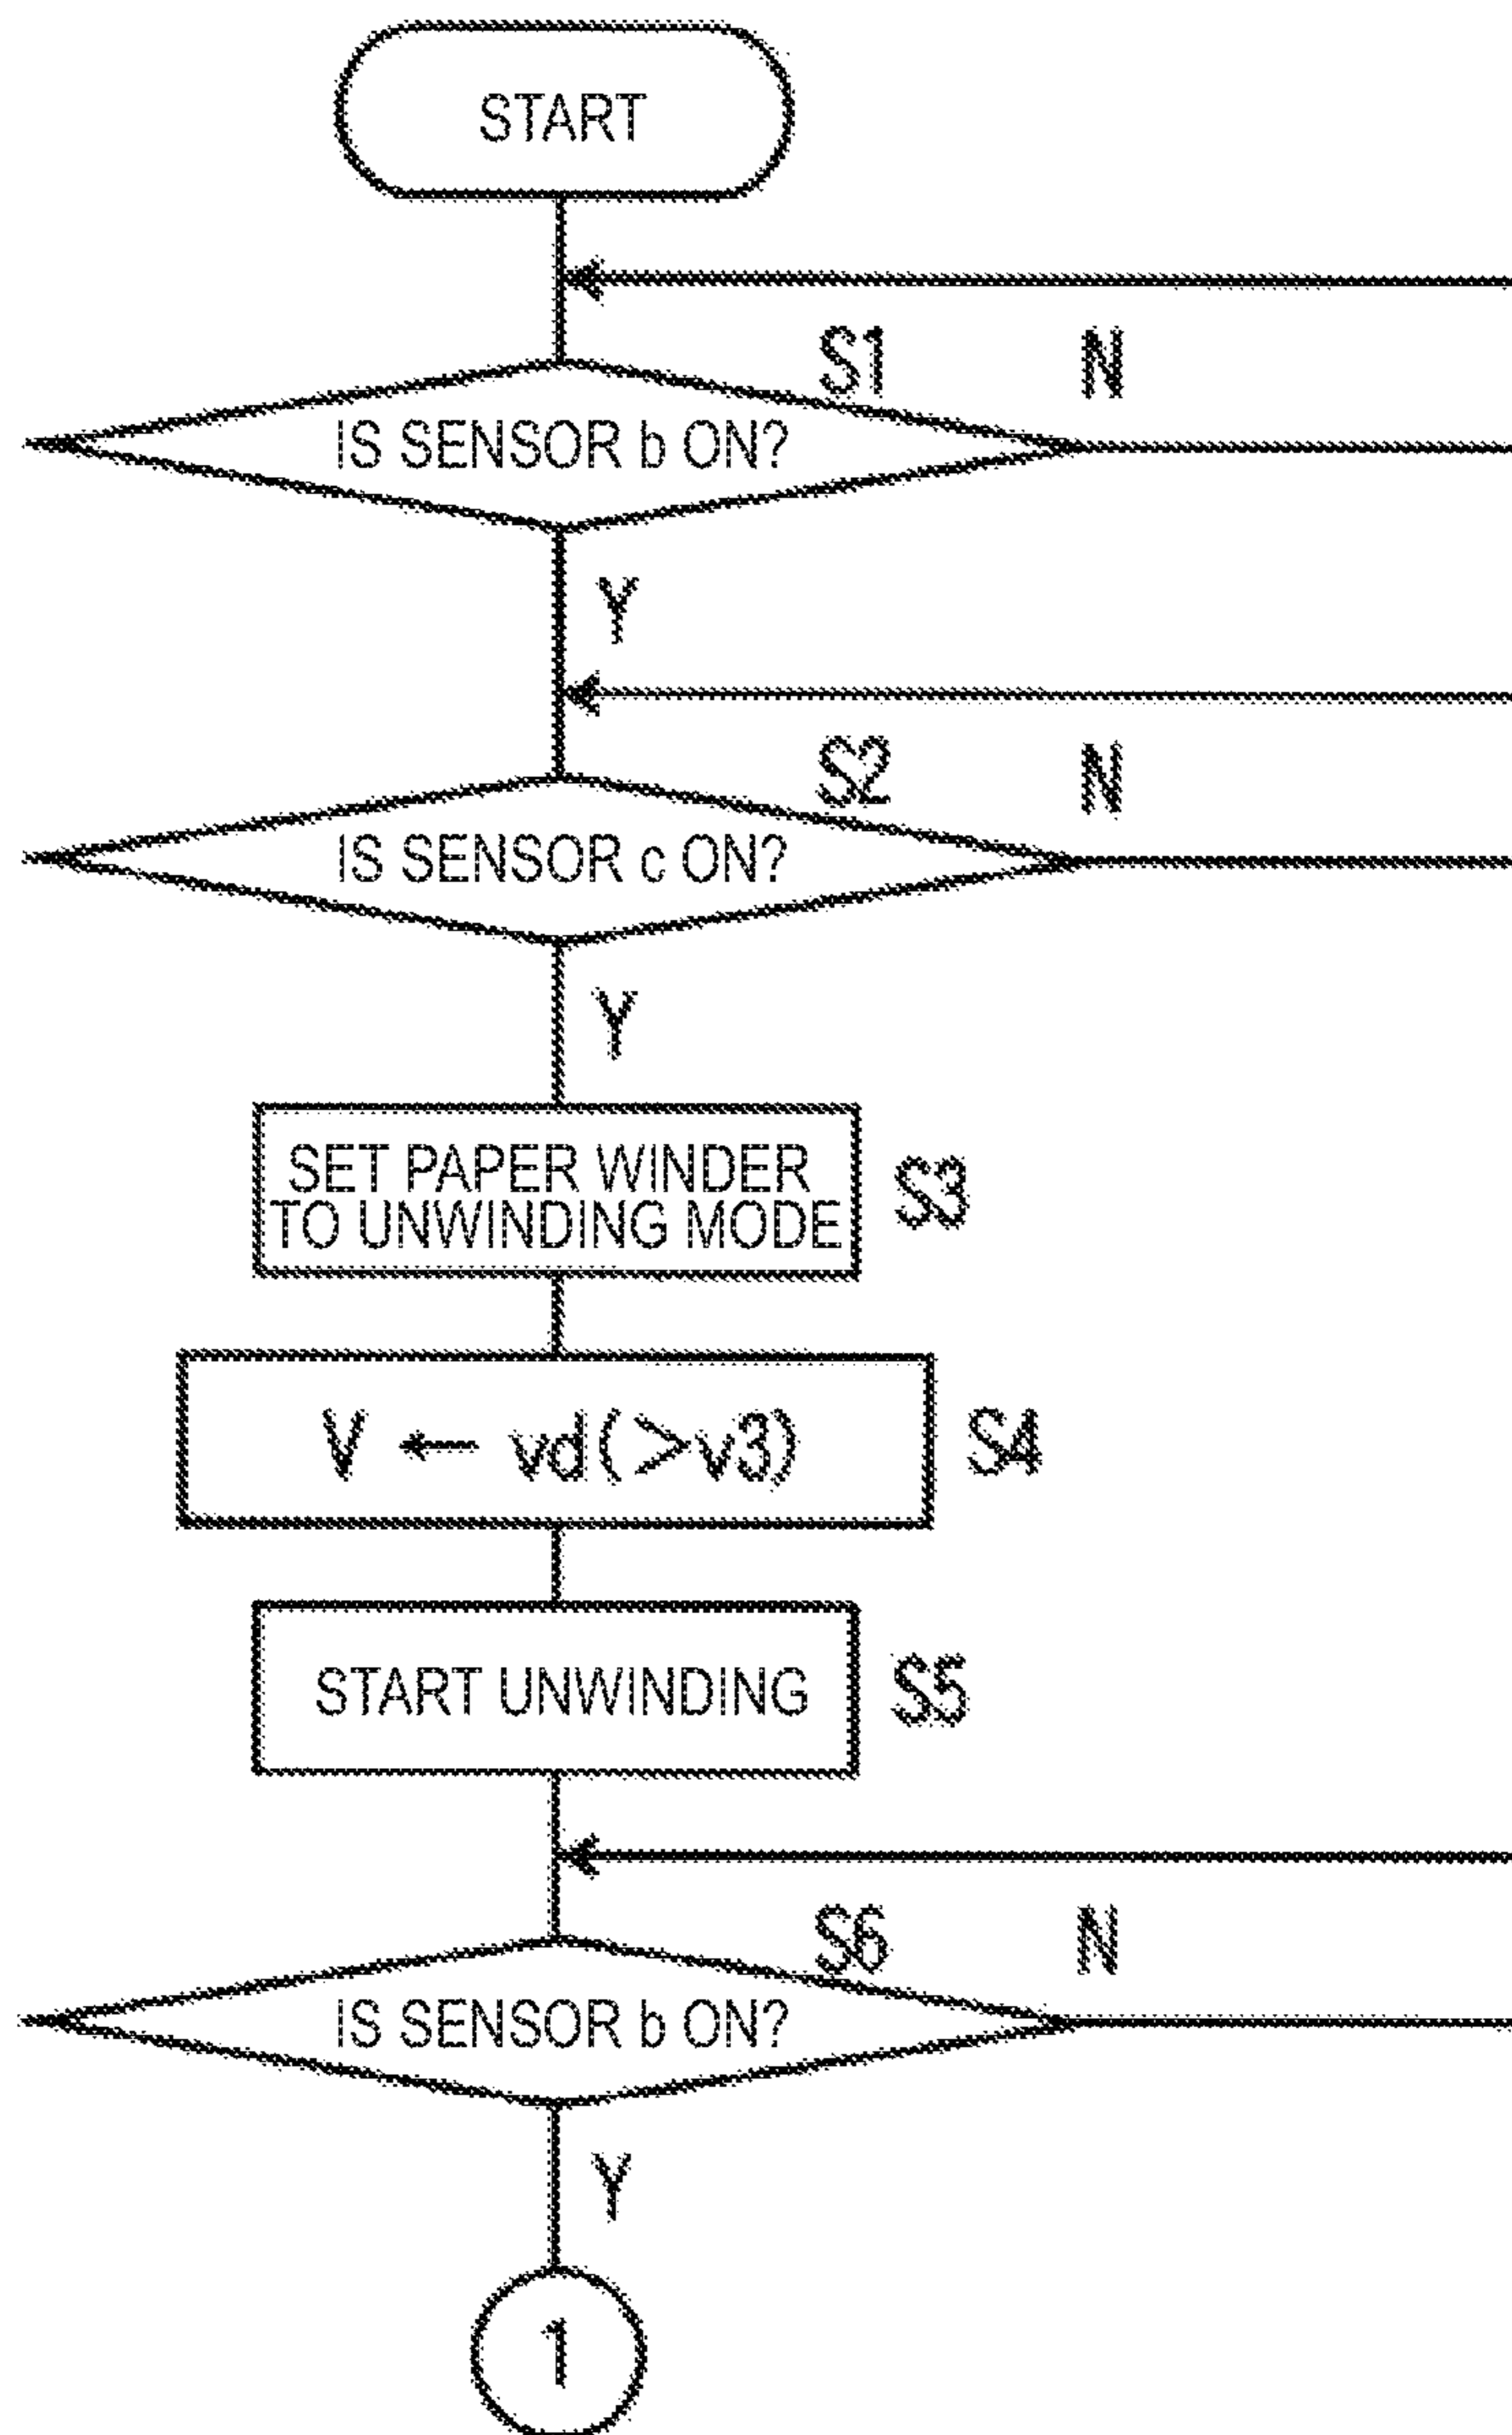 START
S1 N
IS SENSOR b ON?
Y
S2 N
IS SENSOR c ON?
Y
SET PAPER WINDER
TO UNWINDING MODE
S3
V ← vd(>v3)
S4
START UNWINDING
S5
S6 N
IS SENSOR b ON?
Y
1